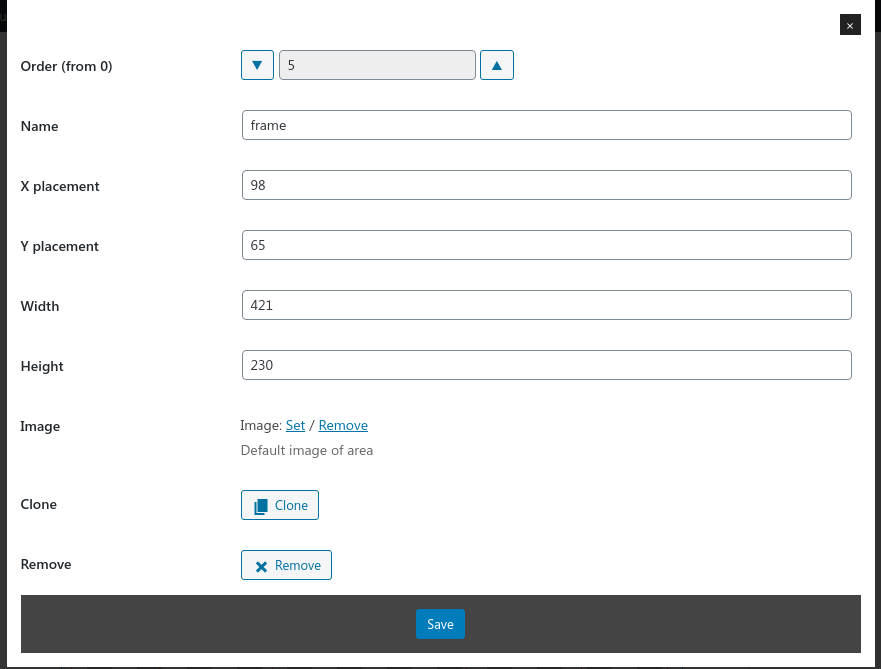 ×
Order (from 0) ▼ 5 ▲
Name frame
X placement 98
Y placement 65
Width 421
Height 230
Image Image: Set / Remove
Default image of area
Clone Clone
Remove Remove
Save